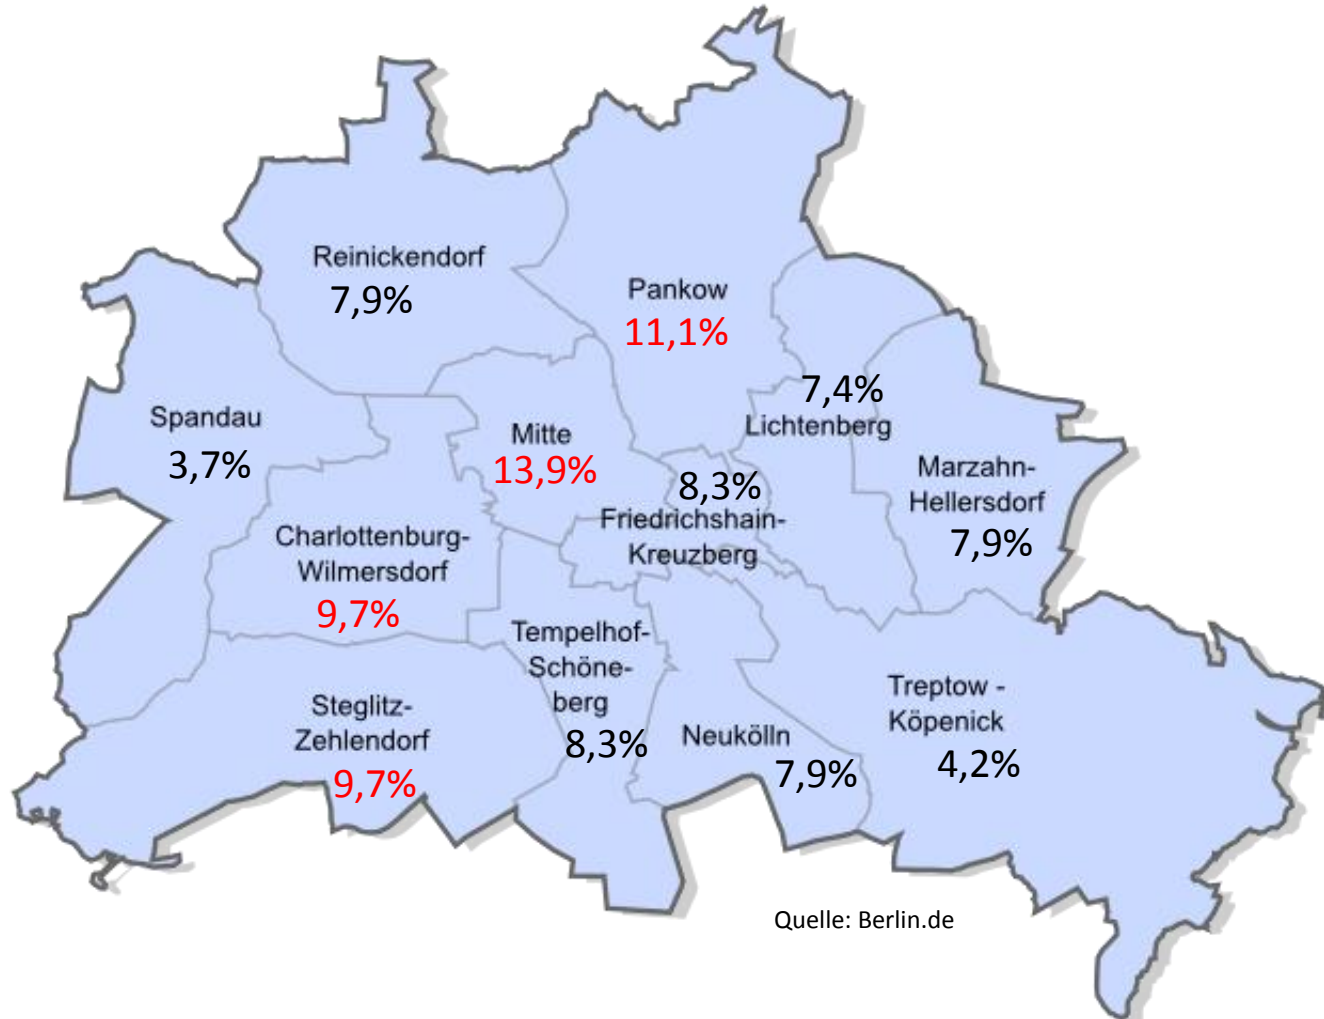 Reinickendorf
7,9%
Pankow
11,1%
7,4%
Lichtenberg
Spandau
3,7%
Mitte
13,9%
8,3%
Friedrichshain-
Kreuzberg
Marzahn-
Hellersdorf
7,9%
Charlottenburg-
Wilmersdorf
9,7%
Tempelhof-
Schöne-
berg
8,3%
Steglitz-
Zehlendorf
9,7%
Neukölln
7,9%
Treptow -
Köpenick
4,2%
Quelle: Berlin.de